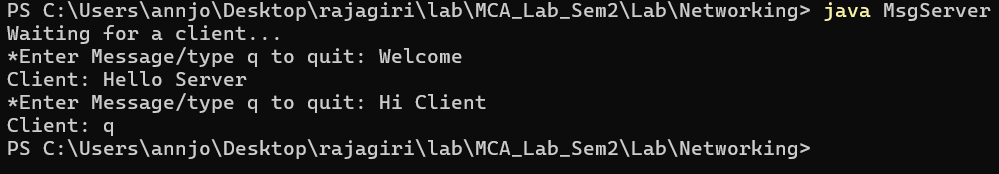 PS C:\Users\annjo\Desktop\rajagiri\lab\MCA_Lab_Sem2\Lab\Networking> java MsgServer
Waiting for a client...
*Enter Message/type q to quit: Welcome
Client: Hello Server
*Enter Message/type q to quit: Hi Client
Client: q
PS C:\Users\annjo\Desktop\rajagiri\lab\MCA_Lab_Sem2\Lab\Networking>